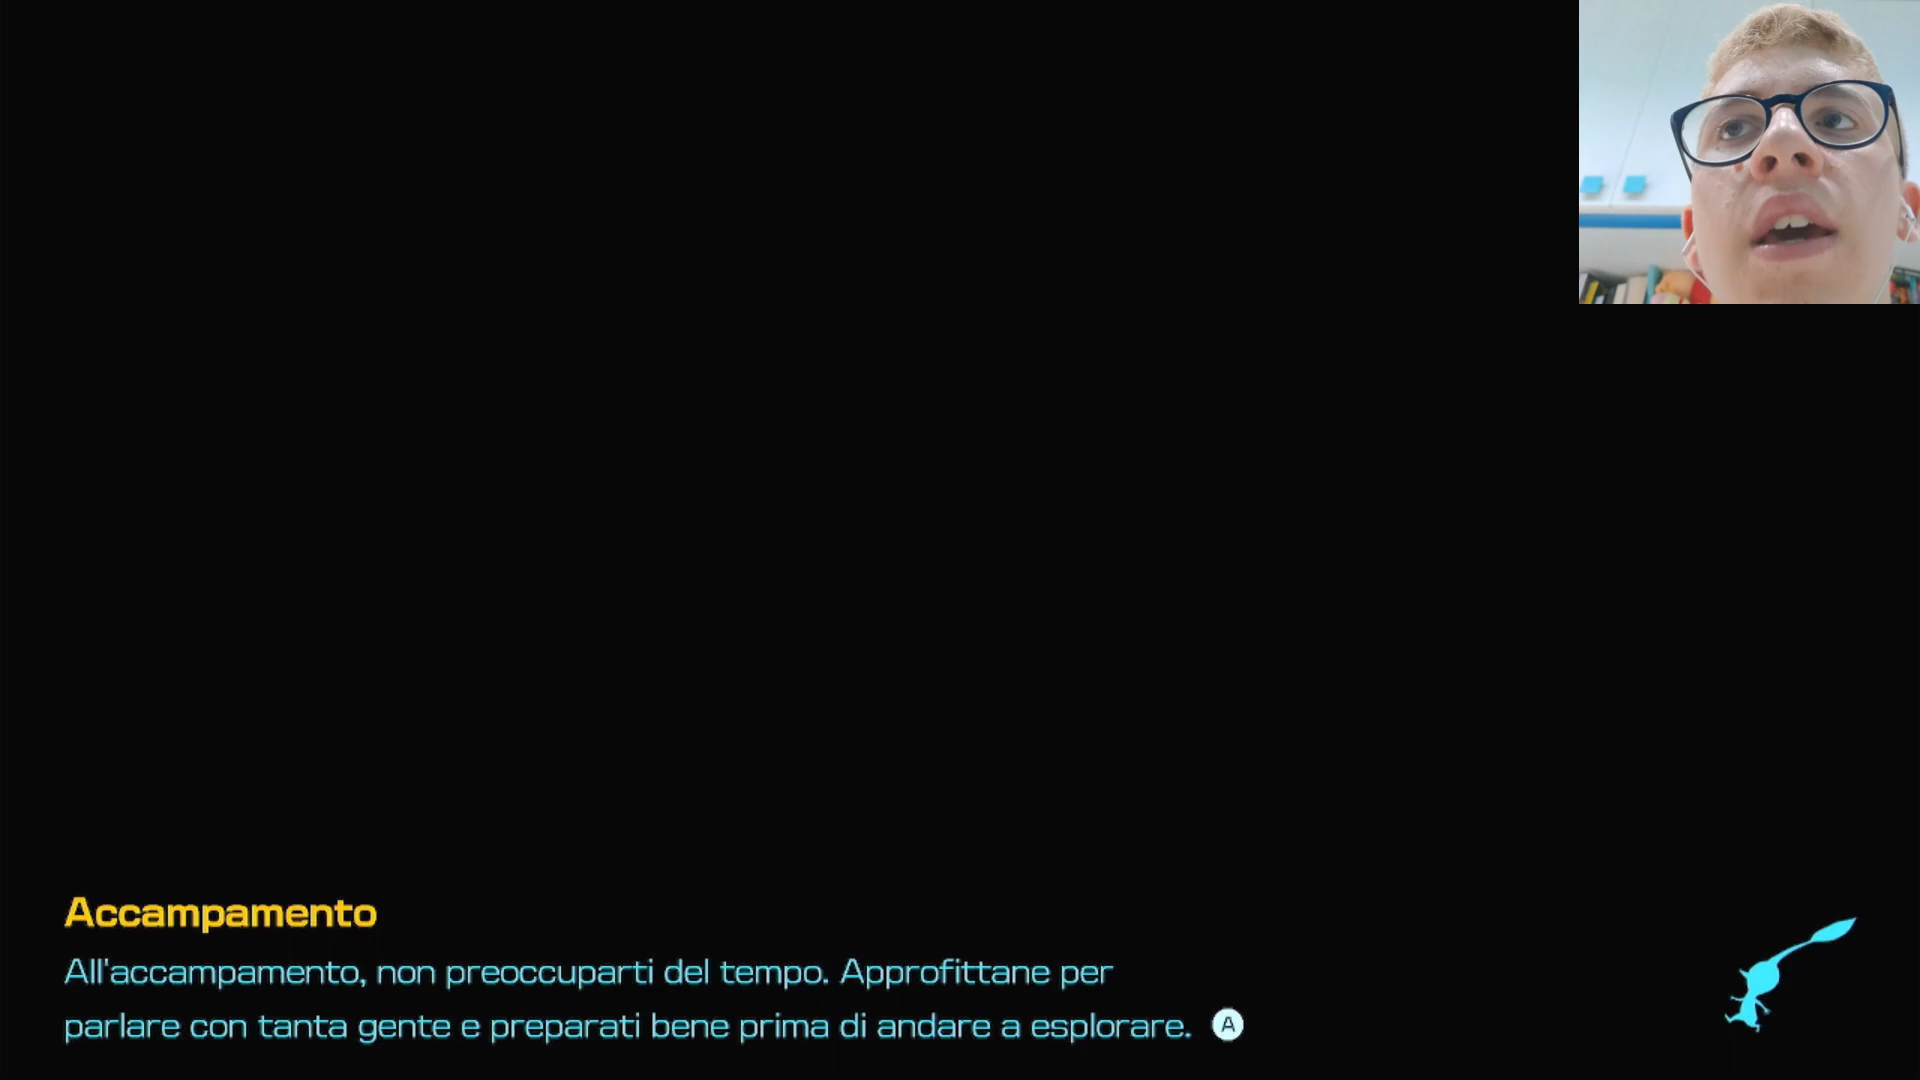 Accampamento
All'accampamento, non preoccuparti del tempo. Approfittane per
parlare con tanta gente e preparati bene prima di andare a esplorare. A